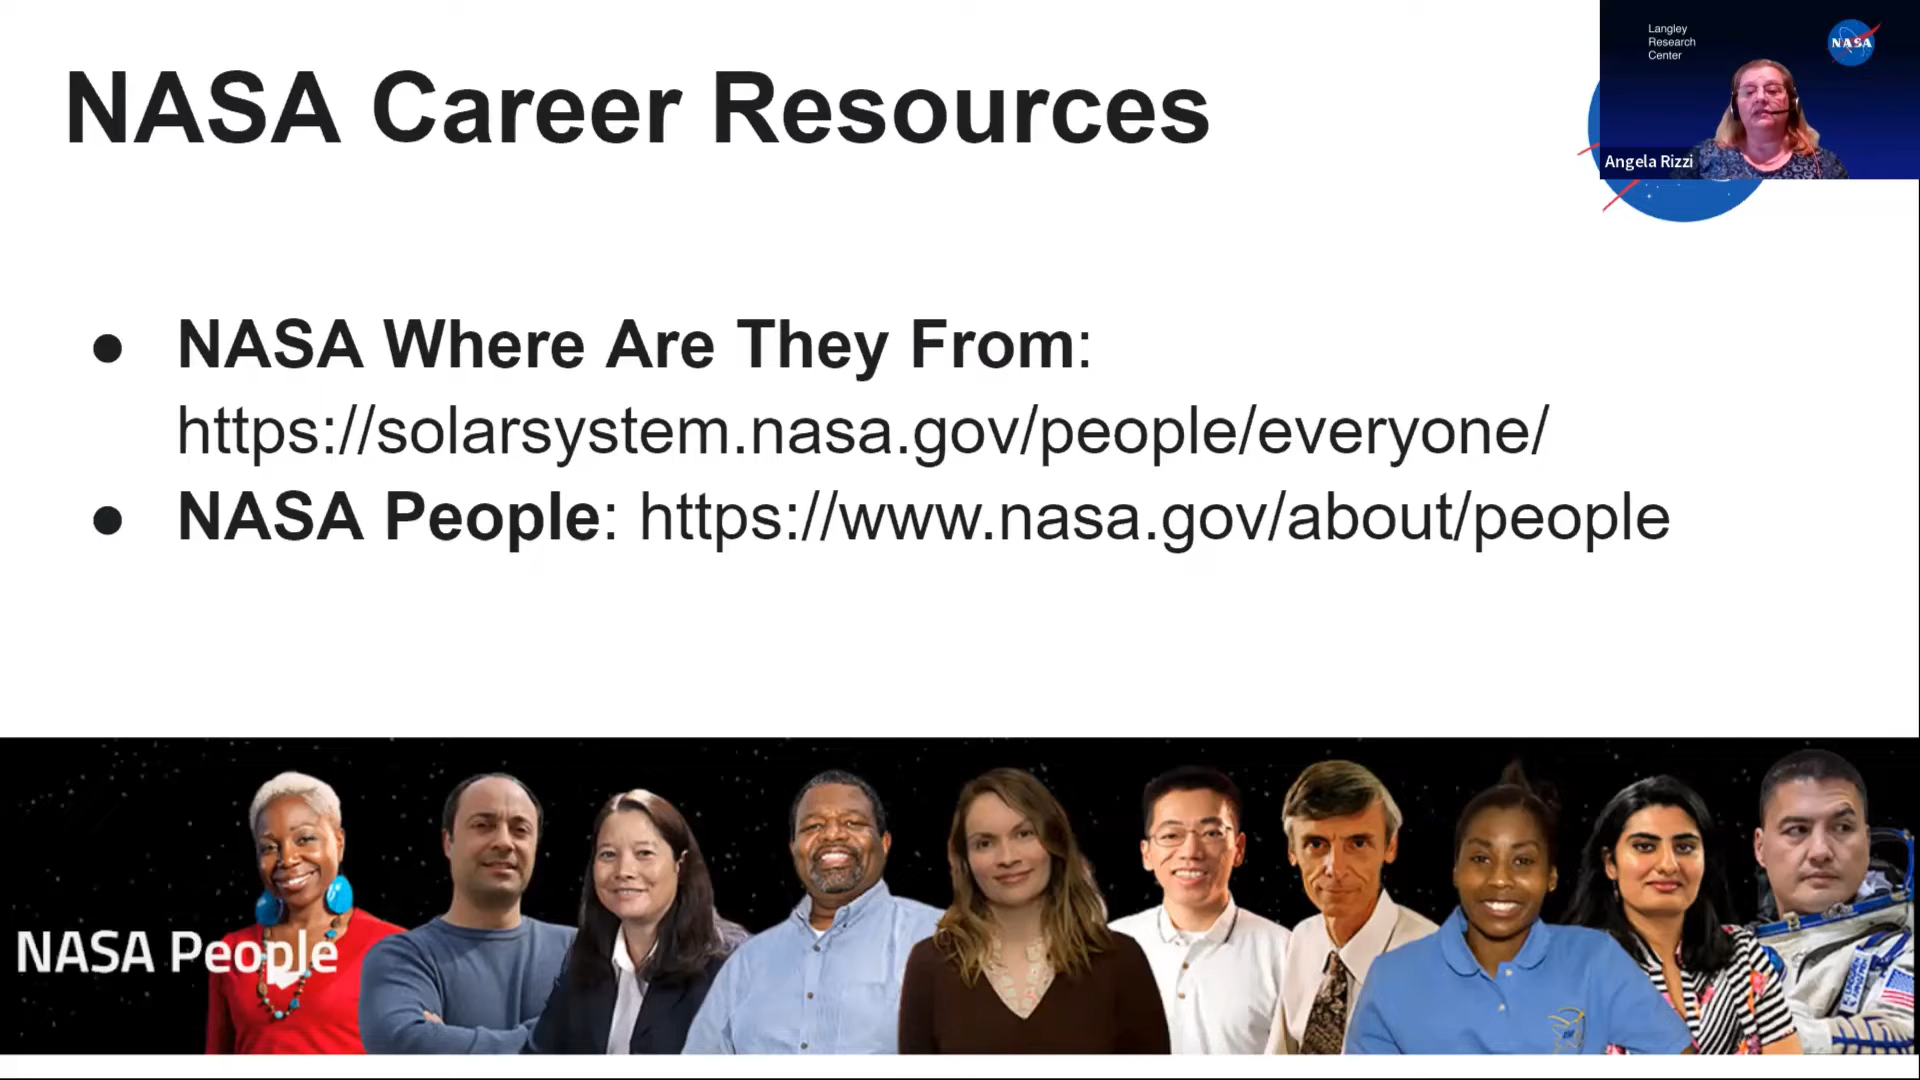 NASA Career Resources
Langley
Research
Center
NASA
Angela Rizzi
● NASA Where Are They From:
https://solarsystem.nasa.gov/people/everyone/
● NASA People: https://www.nasa.gov/about/people
NASA People